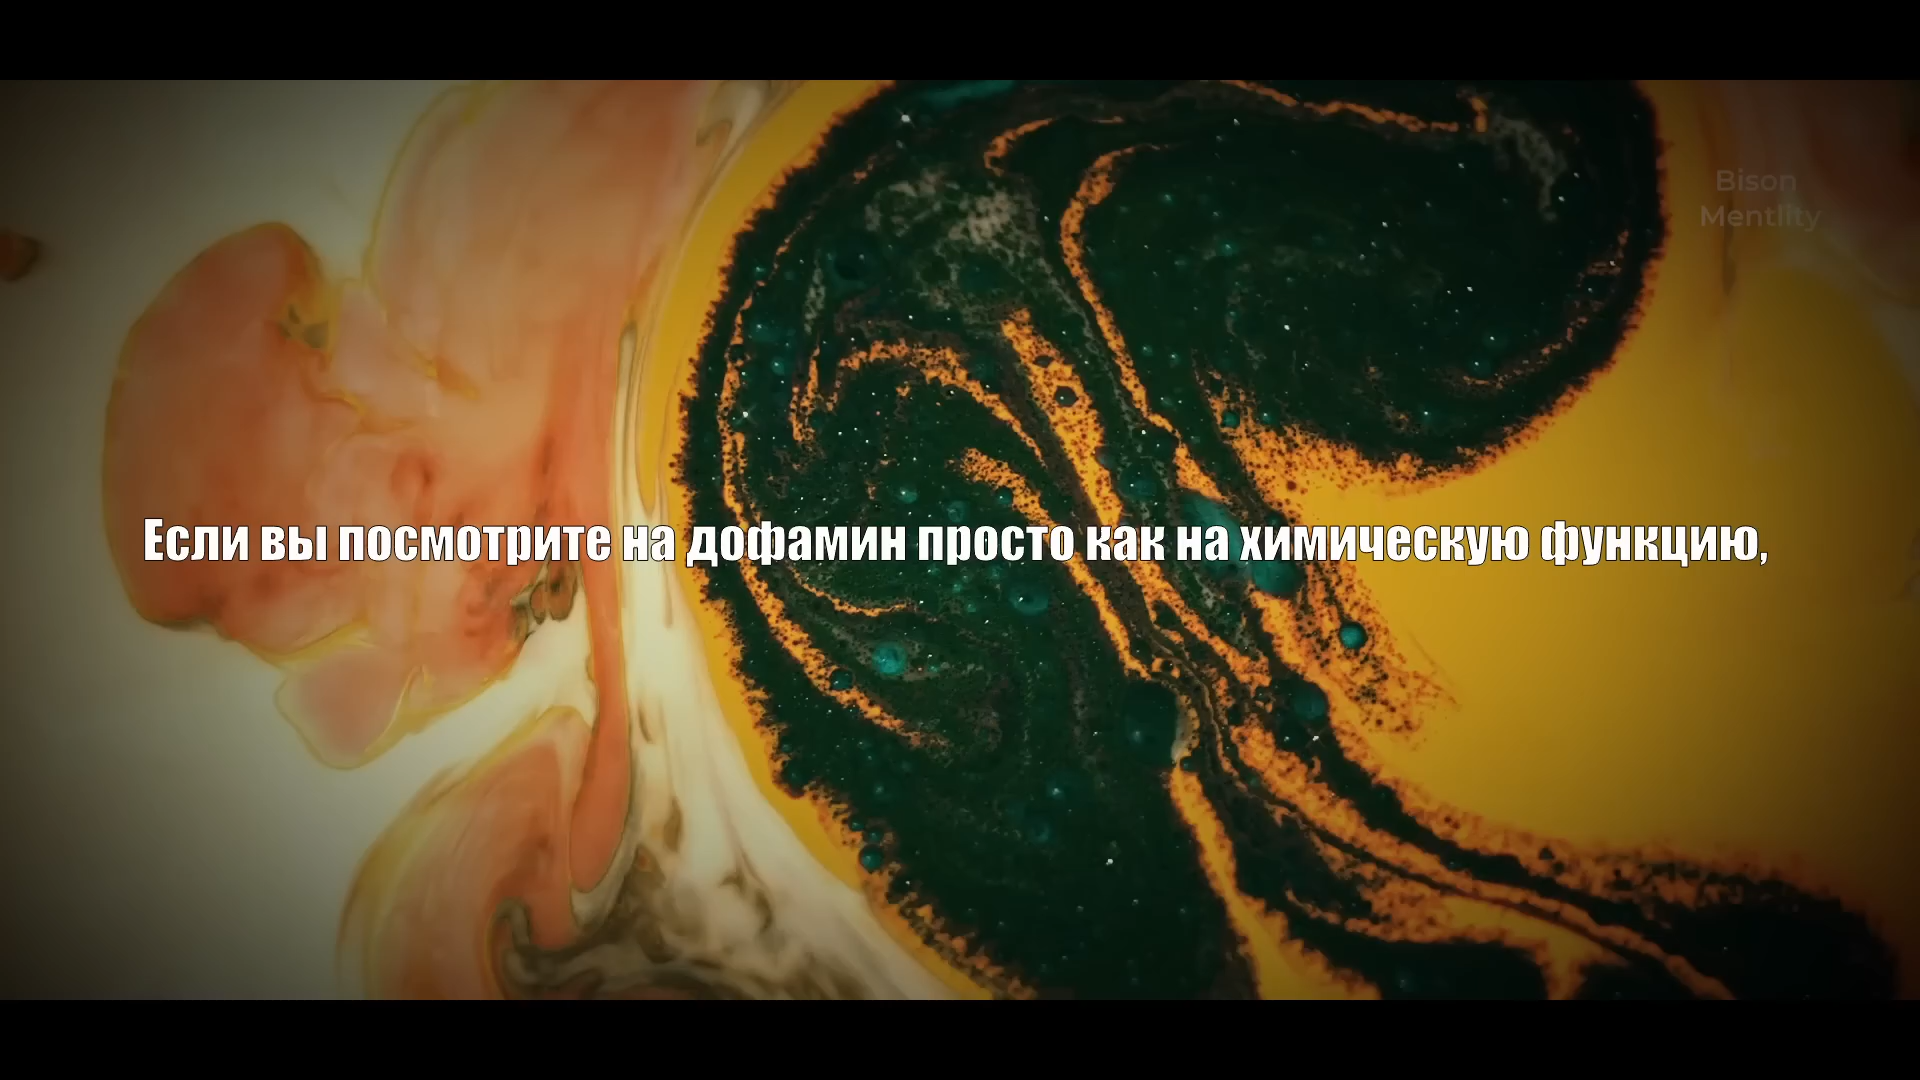 Bison
Mentlity
Если вы посмотрите на дофамин просто как на химическую функцию,